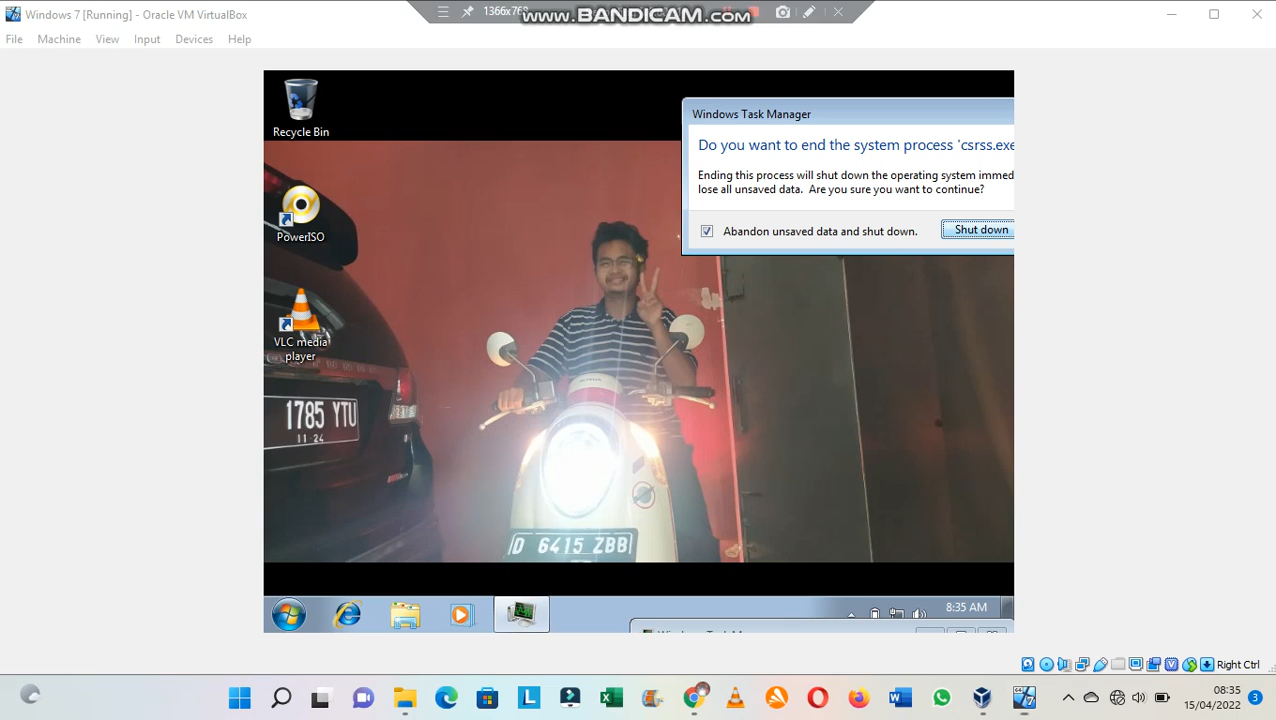 Windows 7 [Running] - Oracle VM VirtualBox
1366x768
www.BANDICAM.com
File Machine View Input Devices Help
Recycle Bin
PowerISO
VLC media
player
Windows Task Manager
Do you want to end the system process 'csrss.exe
Ending this process will shut down the operating system immed
lose all unsaved data. Are you sure you want to continue?
Abandon unsaved data and shut down.
Shut down
1785 YTU
11 24
D 6415 ZBB
8:35 AM
Right Ctrl
08:35
15/04/2022
3